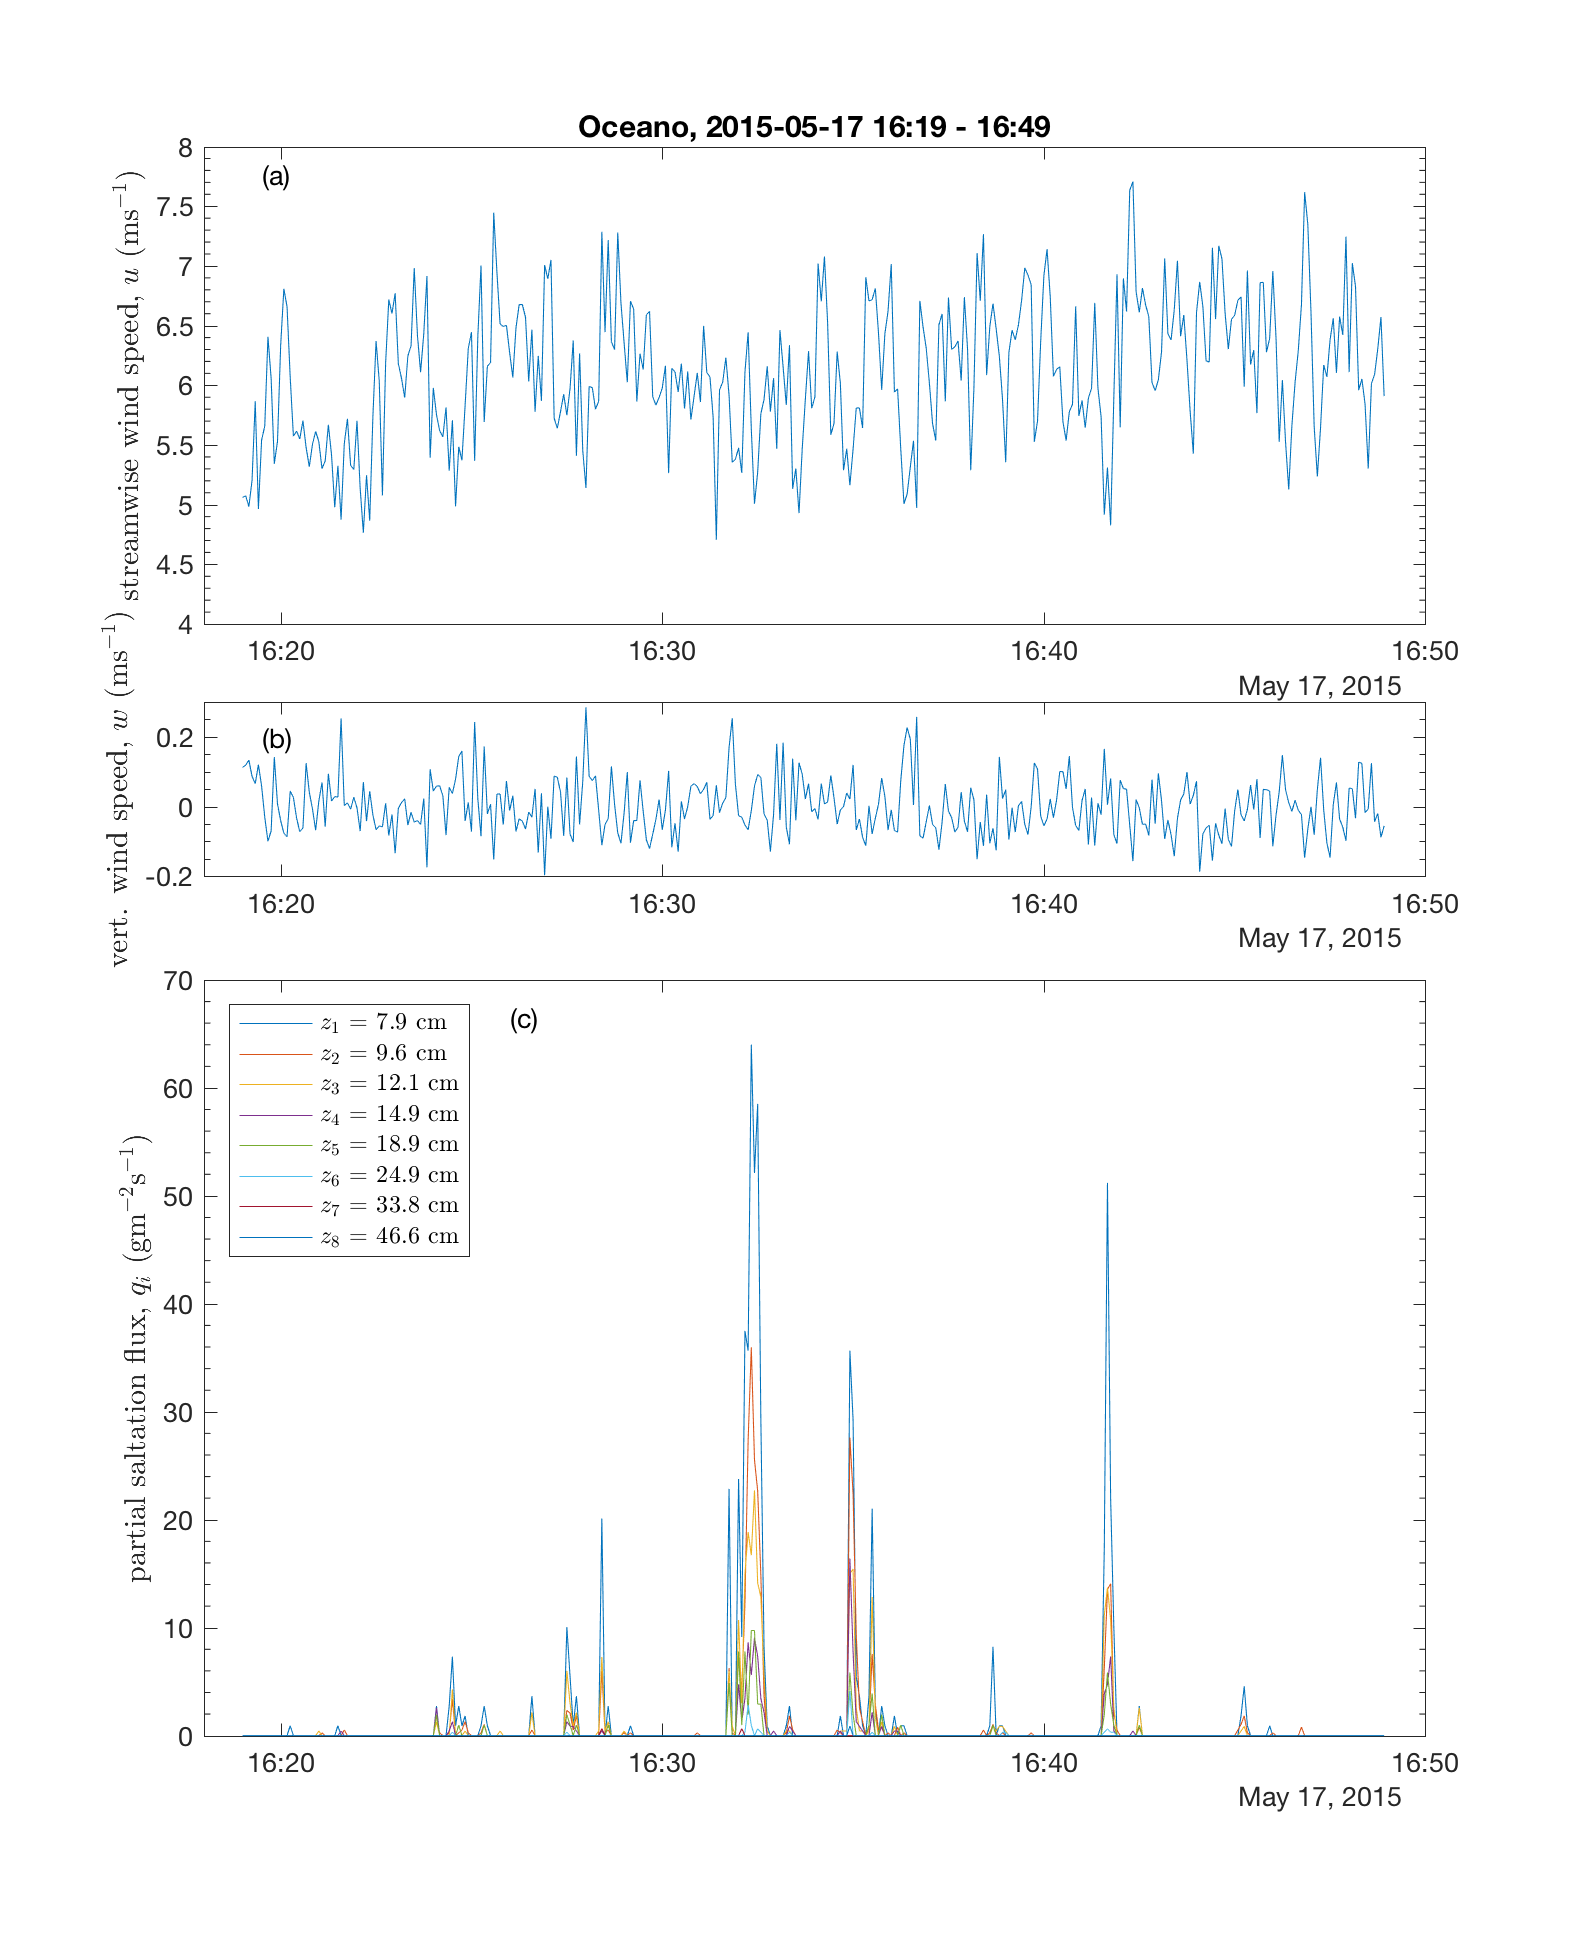 Oceano, 2015-05-17 16:19 - 16:49
(a)
streamwise wind speed, u (ms⁻¹)
8
7.5
7
6.5
6
5.5
5
4.5
4
16:20 16:30 16:40 16:50
May 17, 2015
(b)
vert. wind speed, w (ms⁻¹)
0.2
0
-0.2
16:20 16:30 16:40 16:50
May 17, 2015
(c)
partial saltation flux, qᵢ (gm⁻²s⁻¹)
70
60
50
40
30
20
10
0
z₁ = 7.9 cm
z₂ = 9.6 cm
z₃ = 12.1 cm
z₄ = 14.9 cm
z₅ = 18.9 cm
z₆ = 24.9 cm
z₇ = 33.8 cm
z₈ = 46.6 cm
16:20 16:30 16:40 16:50
May 17, 2015